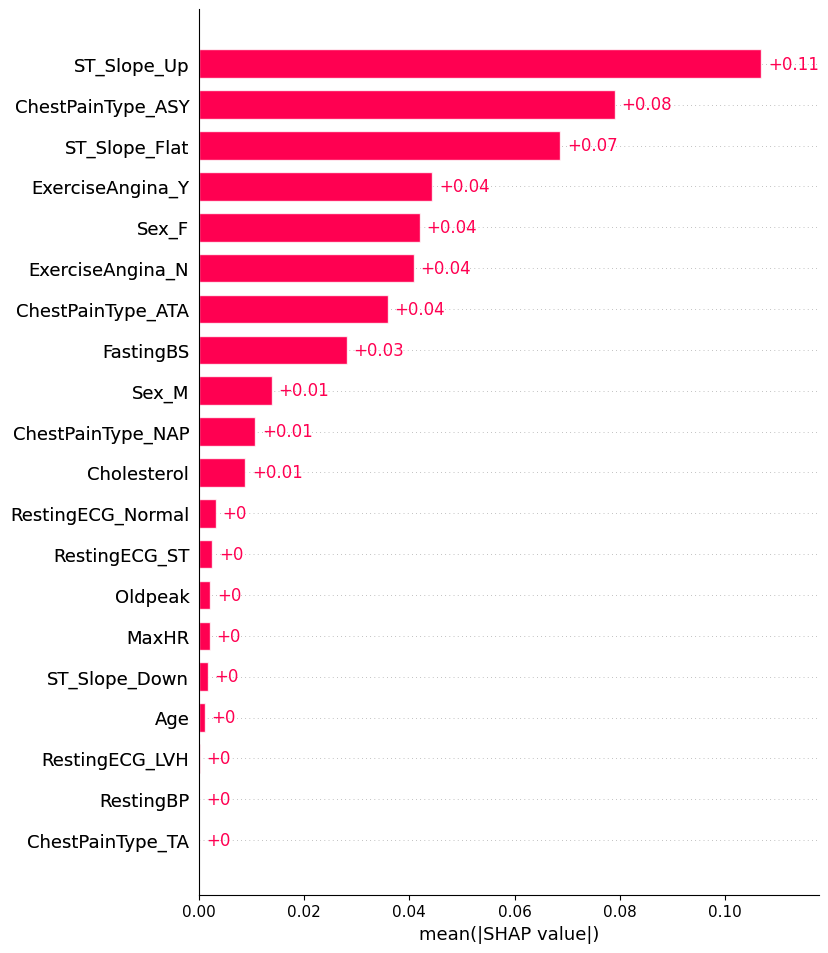 ST_Slope_Up +0.11
ChestPainType_ASY +0.08
ST_Slope_Flat +0.07
ExerciseAngina_Y +0.04
Sex_F +0.04
ExerciseAngina_N +0.04
ChestPainType_ATA +0.04
FastingBS +0.03
Sex_M +0.01
ChestPainType_NAP +0.01
Cholesterol +0.01
RestingECG_Normal +0
RestingECG_ST +0
Oldpeak +0
MaxHR +0
ST_Slope_Down +0
Age +0
RestingECG_LVH +0
RestingBP +0
ChestPainType_TA +0
0.00 0.02 0.04 0.06 0.08 0.10
mean(|SHAP value|)